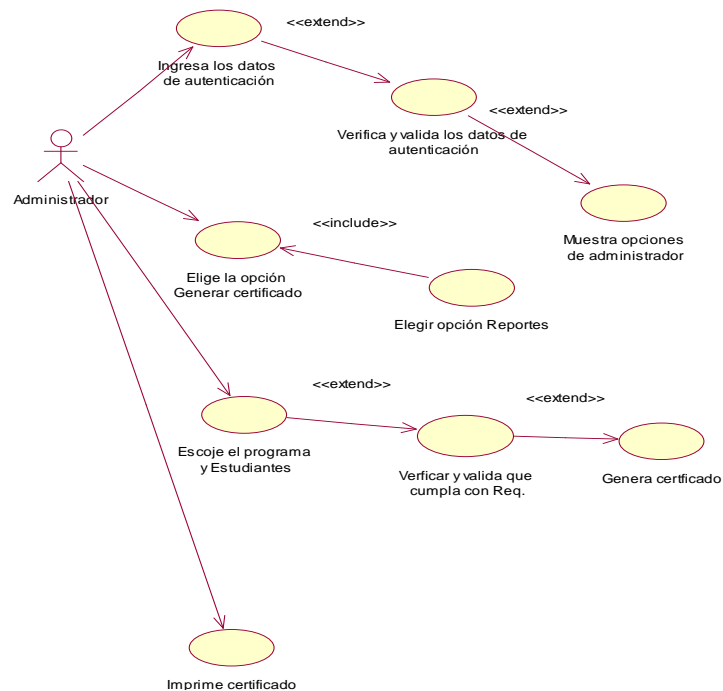 <<extend>>
Ingresa los datos
de autenticación
<<extend>>
Verifica y valida los datos de
autenticación
Administrador
<<include>>
Muestra opciones
de administrador
Elige la opción
Generar certificado
Elegir opción Reportes
<<extend>>
<<extend>>
Escoje el programa
y Estudiantes
Verficar y valida que
cumpla con Req.
Genera certficado
Imprime certificado